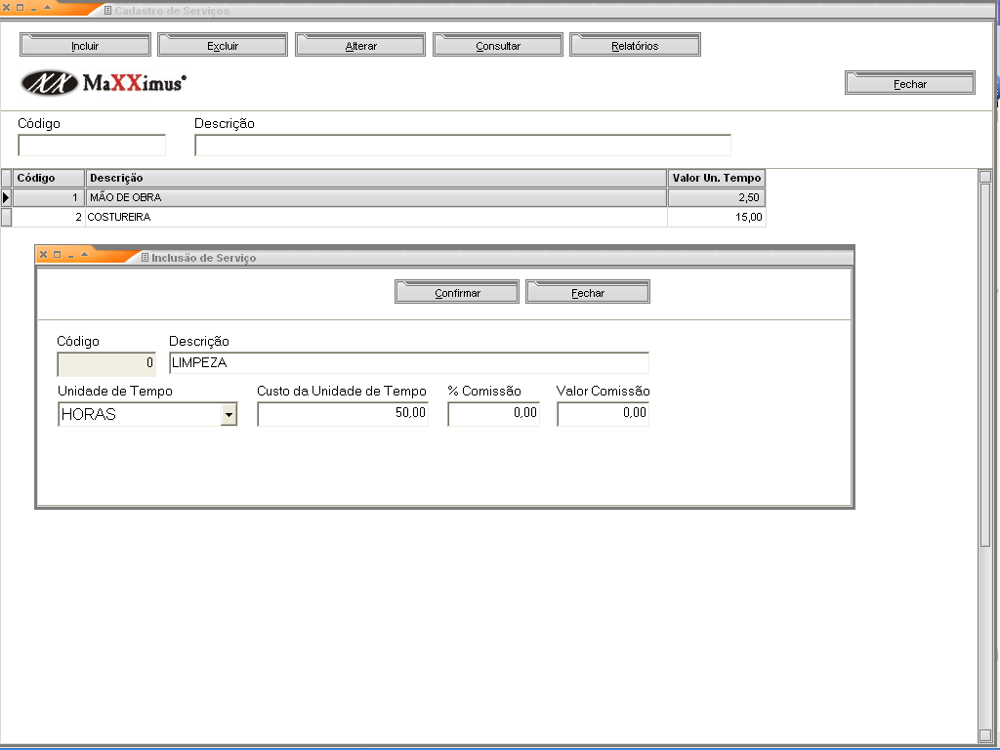 Cadastro de Serviços
Incluir Excluir Alterar Consultar Relatórios
XX MaXXimus
Fechar
Código Descrição
Código Descrição Valor Un. Tempo
1 MÃO DE OBRA 2,50
2 COSTUREIRA 15,00
Inclusão de Serviço
Confirmar Fechar
Código Descrição
0 LIMPEZA
Unidade de Tempo Custo da Unidade de Tempo % Comissão Valor Comissão
HORAS 50,00 0,00 0,00